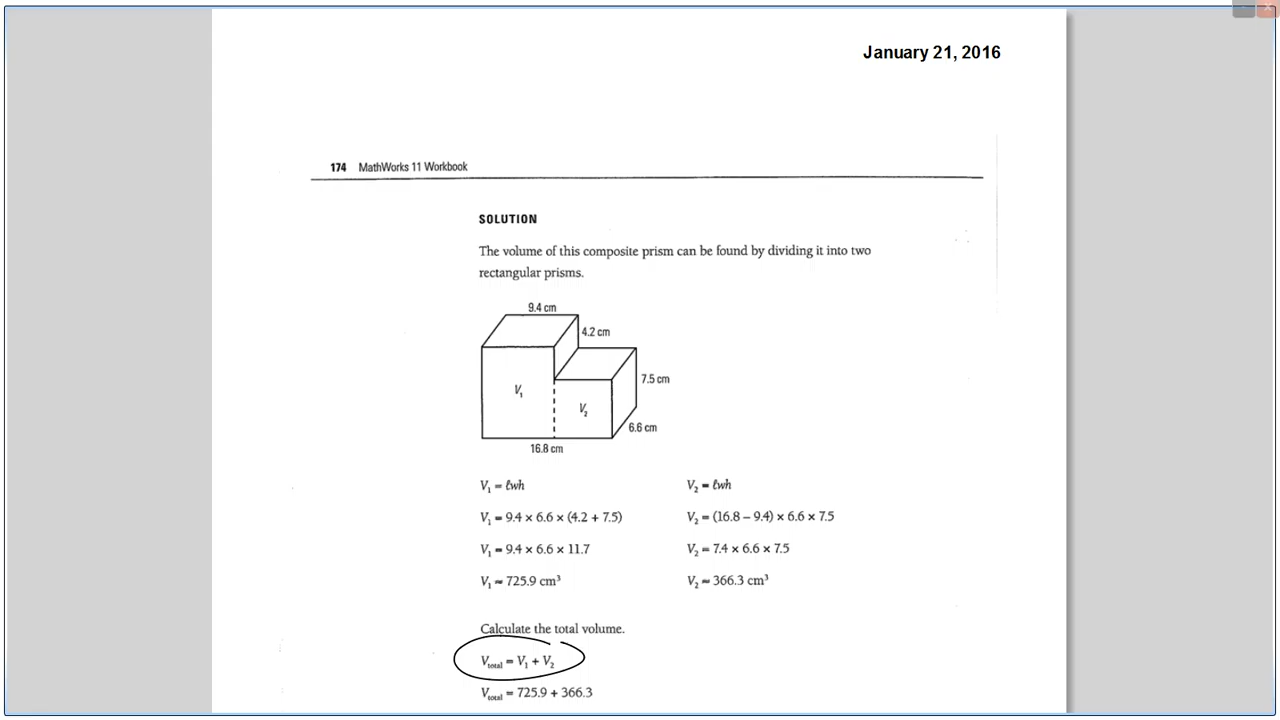 January 21, 2016
174 MathWorks 11 Workbook
SOLUTION
The volume of this composite prism can be found by dividing it into two
rectangular prisms.
9.4 cm
4.2 cm
7.5 cm
V₁
V₂
6.6 cm
16.8 cm
V₁ = ℓwh
V₂ = ℓwh
V₁ = 9.4 × 6.6 × (4.2 + 7.5)
V₂ = (16.8 – 9.4) × 6.6 × 7.5
V₁ = 9.4 × 6.6 × 11.7
V₂ = 7.4 × 6.6 × 7.5
V₁ ≈ 725.9 cm³
V₂ ≈ 366.3 cm³
Calculate the total volume.
V_total = V₁ + V₂
V_total = 725.9 + 366.3